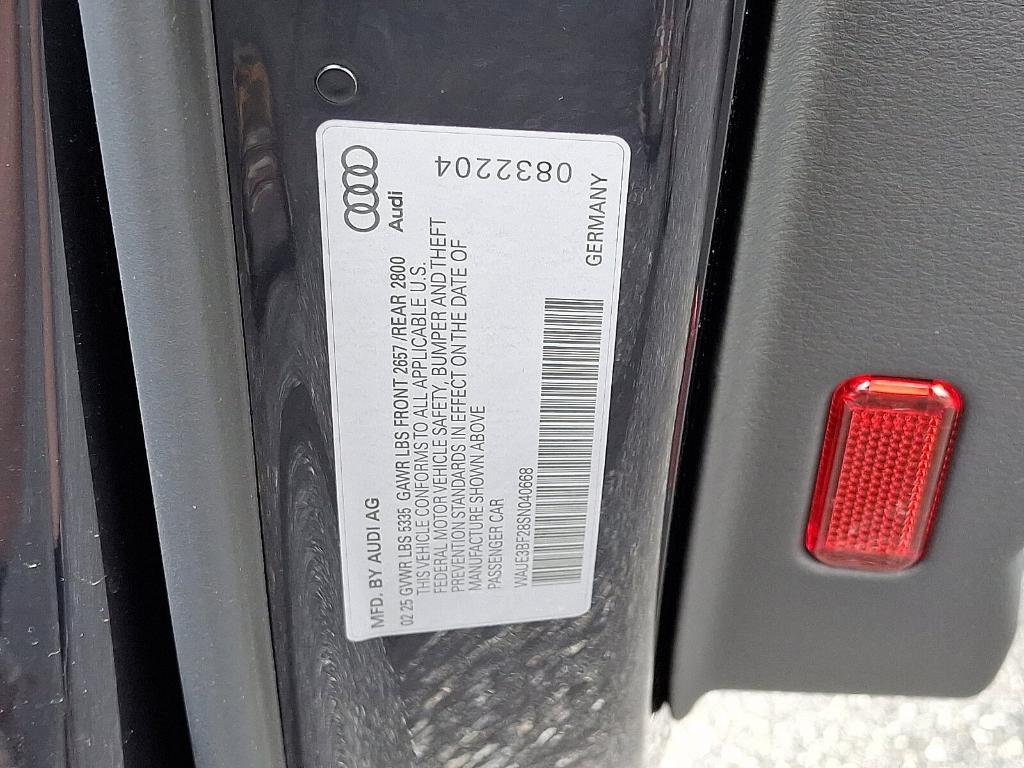 MFD. BY AUDI AG
Audi
02 25 GVWR LBS 5335 GAWR LBS FRONT 2657 /REAR 2800
THIS VEHICLE CONFORMS TO ALL APPLICABLE U.S.
FEDERAL MOTOR VEHICLE SAFETY, BUMPER AND THEFT
PREVENTION STANDARDS IN EFFECT ON THE DATE OF
MANUFACTURE SHOWN ABOVE
PASSENGER CAR
WAUE3BF28SN040668
GERMANY
0832204